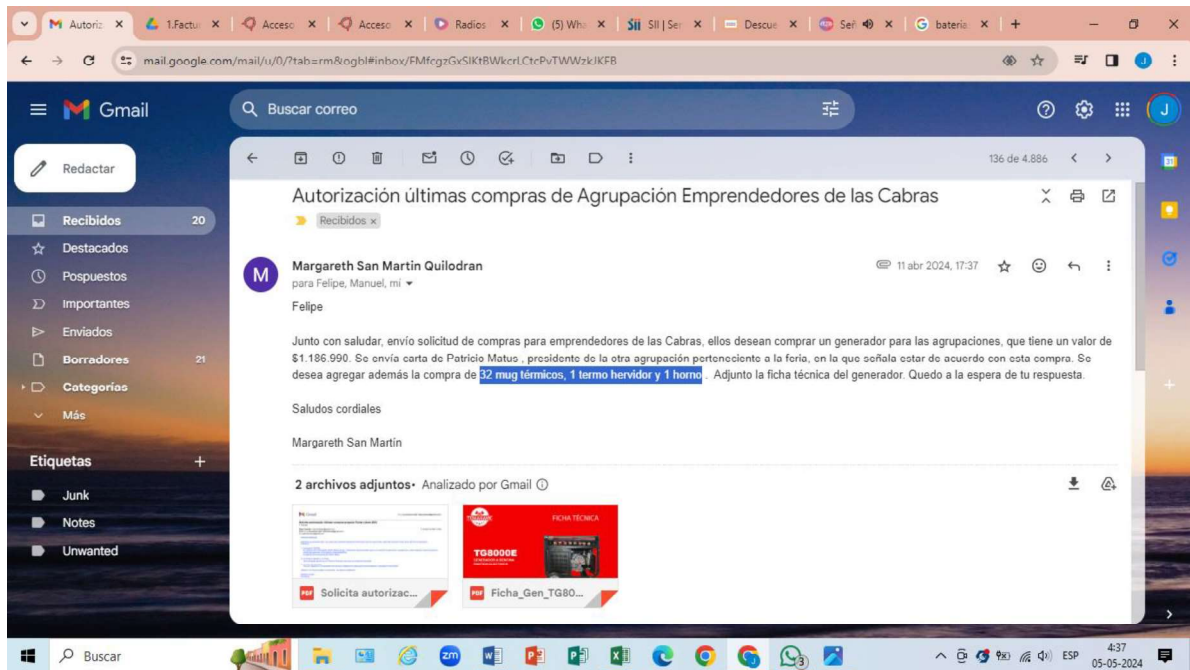 Autoriz
1.Factu
Acceso
Acceso
Radios
(5) Wha
SII | Ser
Descue
Señ
bateria
mail.google.com/mail/u/0/?tab=rm&ogbl#inbox/FMfcgzGxSlKtBWkcrLCtcPvTWWzkJKFB
Gmail
Buscar correo
J
Redactar
136 de 4.886
Autorización últimas compras de Agrupación Emprendedores de las Cabras
Recibidos x
Recibidos 20
Destacados
Pospuestos
Importantes
Enviados
Borradores 21
Categorías
Más
Etiquetas +
Junk
Notes
Unwanted
M
Margareth San Martin Quilodran
11 abr 2024, 17:37
para Felipe, Manuel, mí
Felipe
Junto con saludar, envío solicitud de compras para emprendedores de las Cabras, ellos desean comprar un generador para las agrupaciones, que tiene un valor de
$1.186.990. Se envía carta de Patricio Matus , presidente de la otra agrupación perteneciente a la feria, en la que señala estar de acuerdo con esta compra. Se
desea agregar además la compra de 32 mug térmicos, 1 termo hervidor y 1 horno . Adjunto la ficha técnica del generador. Quedo a la espera de tu respuesta.
Saludos cordiales
Margareth San Martín
2 archivos adjuntos • Analizado por Gmail
FICHA TÉCNICA
TG8000E
PDF Solicita autorizac...
PDF Ficha_Gen_TG80...
Buscar
ESP
4:37
05-05-2024